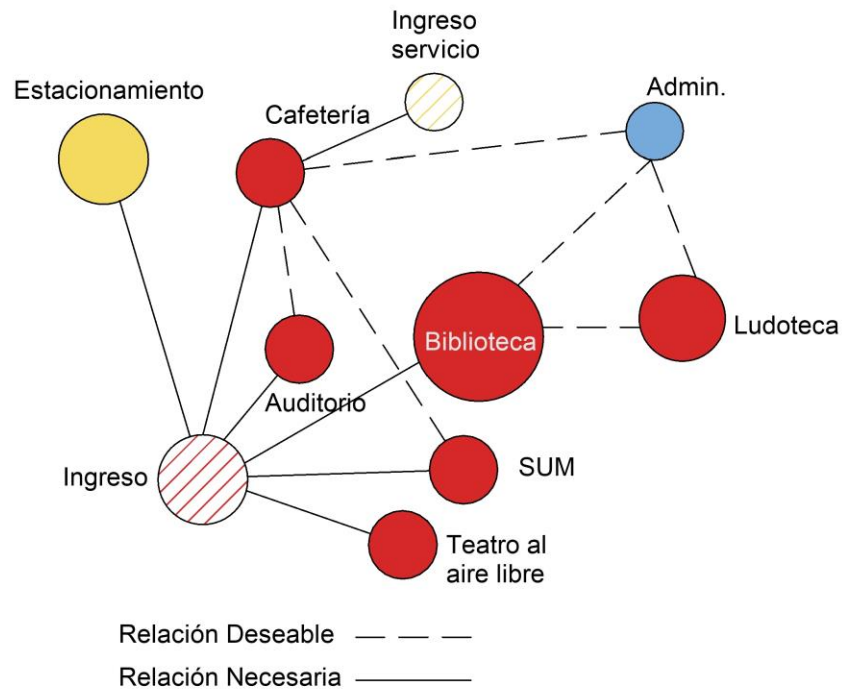 Ingreso
servicio
Estacionamiento
Admin.
Cafetería
Biblioteca
Ludoteca
Auditorio
Ingreso
SUM
Teatro al
aire libre
Relación Deseable
Relación Necesaria